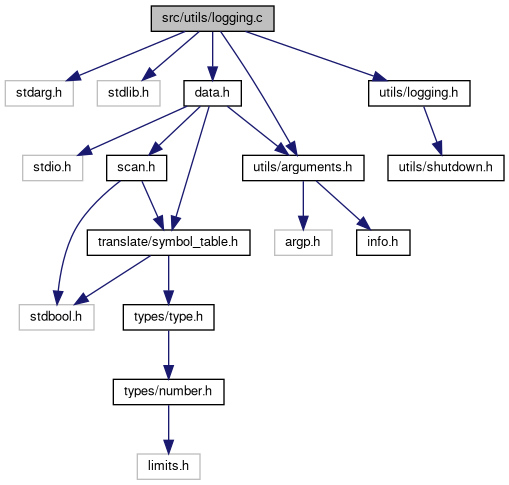 src/utils/logging.c
stdarg.h
stdlib.h
data.h
utils/logging.h
stdio.h
scan.h
utils/arguments.h
utils/shutdown.h
translate/symbol_table.h
argp.h
info.h
stdbool.h
types/type.h
types/number.h
limits.h